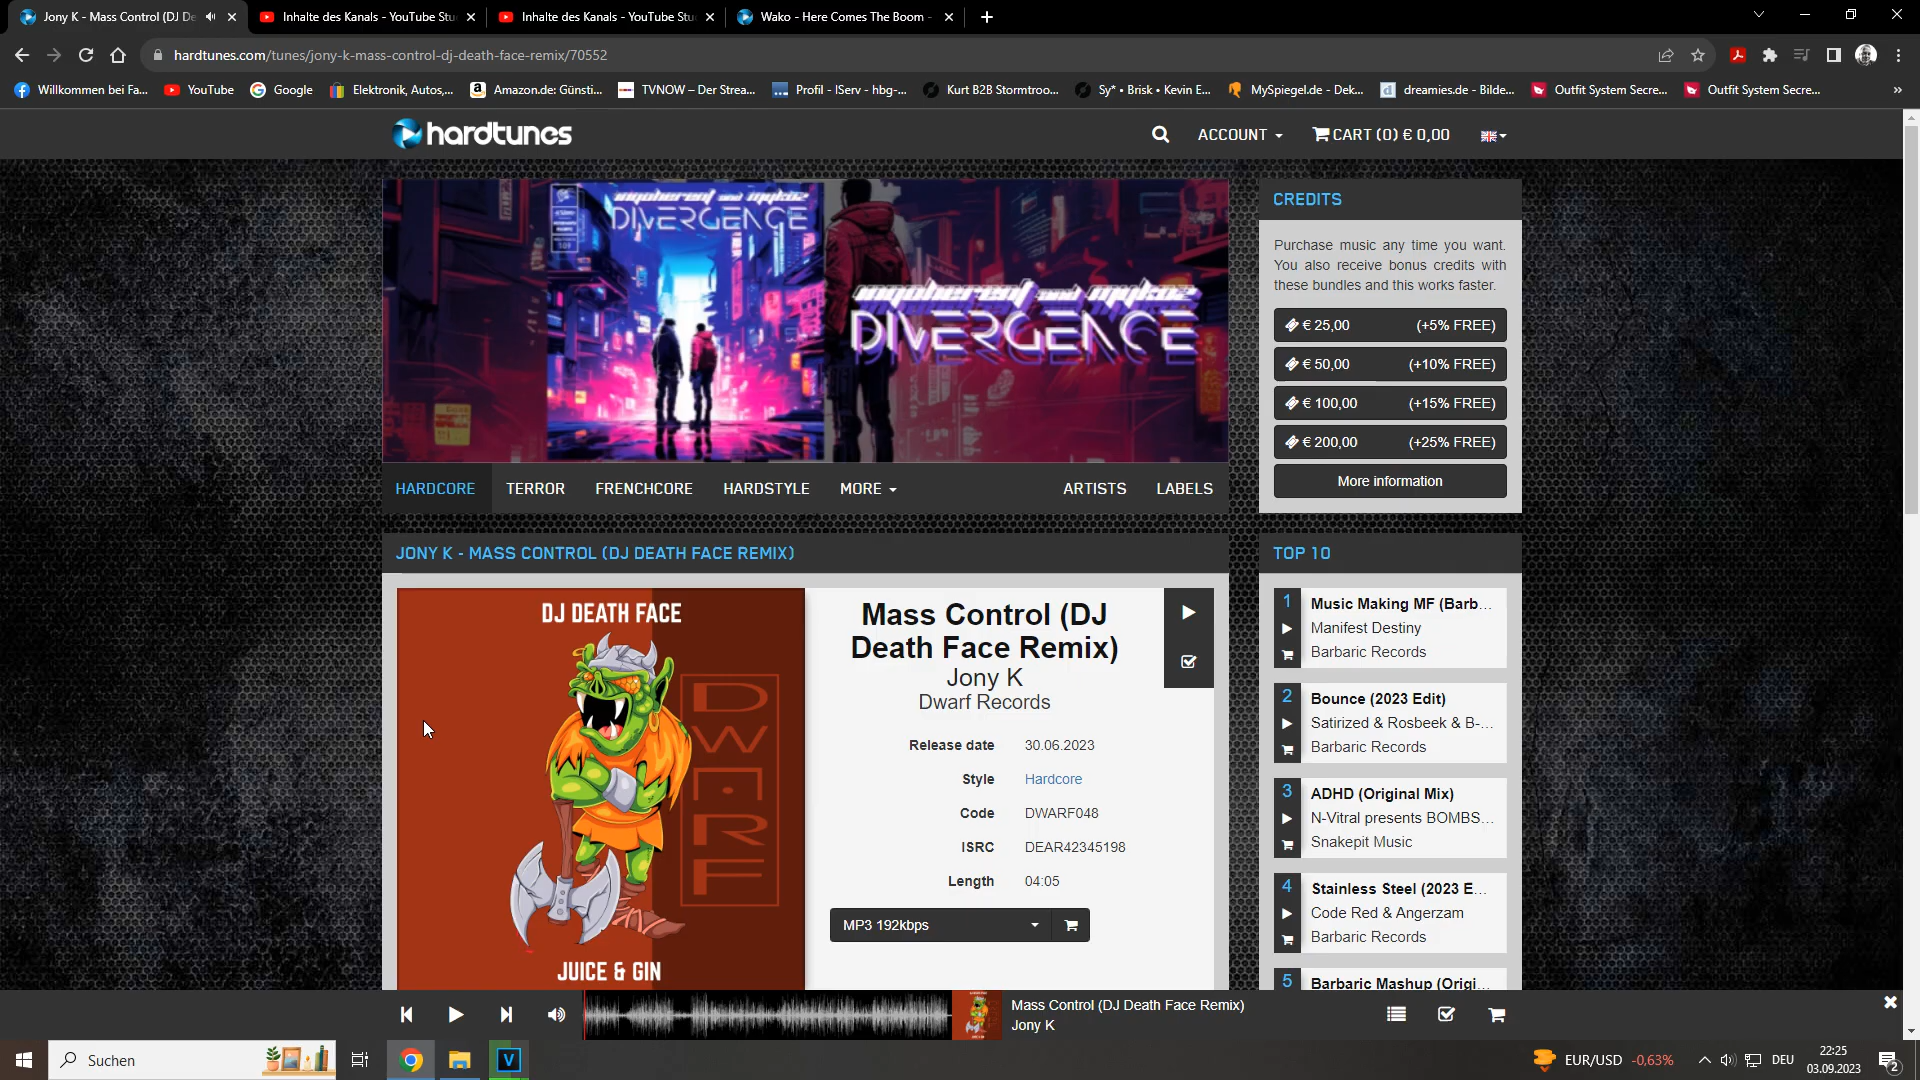 Jony K - Mass Control (DJ De
Inhalte des Kanals - YouTube Stu
Inhalte des Kanals - YouTube Stu
Wako - Here Comes The Boom -
hardtunes.com/tunes/jony-k-mass-control-dj-death-face-remix/70552
Willkommen bei Fa...
YouTube
Google
Elektronik, Autos,...
Amazon.de: Günsti...
TVNOW – Der Strea...
Profil - IServ - hbg-...
Kurt B2B Stormtroo...
Sy* • Brisk • Kevin E...
MySpiegel.de - Dek...
dreamies.de - Bilde...
Outfit System Secre...
Outfit System Secre...
»
hardtunes
ACCOUNT
CART (0) € 0,00
ingoherent and mykoz
DIVERGENCE
109
ingoherent and mykoz
DIVERGENCE
HARDCORE
TERROR
FRENCHCORE
HARDSTYLE
MORE
ARTISTS
LABELS
CREDITS
Purchase music any time you want.
You also receive bonus credits with
these bundles and this works faster.
€ 25,00 (+5% FREE)
€ 50,00 (+10% FREE)
€ 100,00 (+15% FREE)
€ 200,00 (+25% FREE)
More information
JONY K - MASS CONTROL (DJ DEATH FACE REMIX)
DJ DEATH FACE
DWARF
JUICE & GIN
Mass Control (DJ
Death Face Remix)
Jony K
Dwarf Records
Release date 30.06.2023
Style Hardcore
Code DWARF048
ISRC DEAR42345198
Length 04:05
MP3 192kbps
TOP 10
1
Music Making MF (Barb...
Manifest Destiny
Barbaric Records
2
Bounce (2023 Edit)
Satirized & Rosbeek & B-...
Barbaric Records
3
ADHD (Original Mix)
N-Vitral presents BOMBS...
Snakepit Music
4
Stainless Steel (2023 E...
Code Red & Angerzam
Barbaric Records
5
Barbaric Mashup (Origi...
Mass Control (DJ Death Face Remix)
Jony K
Suchen
EUR/USD -0,63%
DEU
22:25
03.09.2023
2